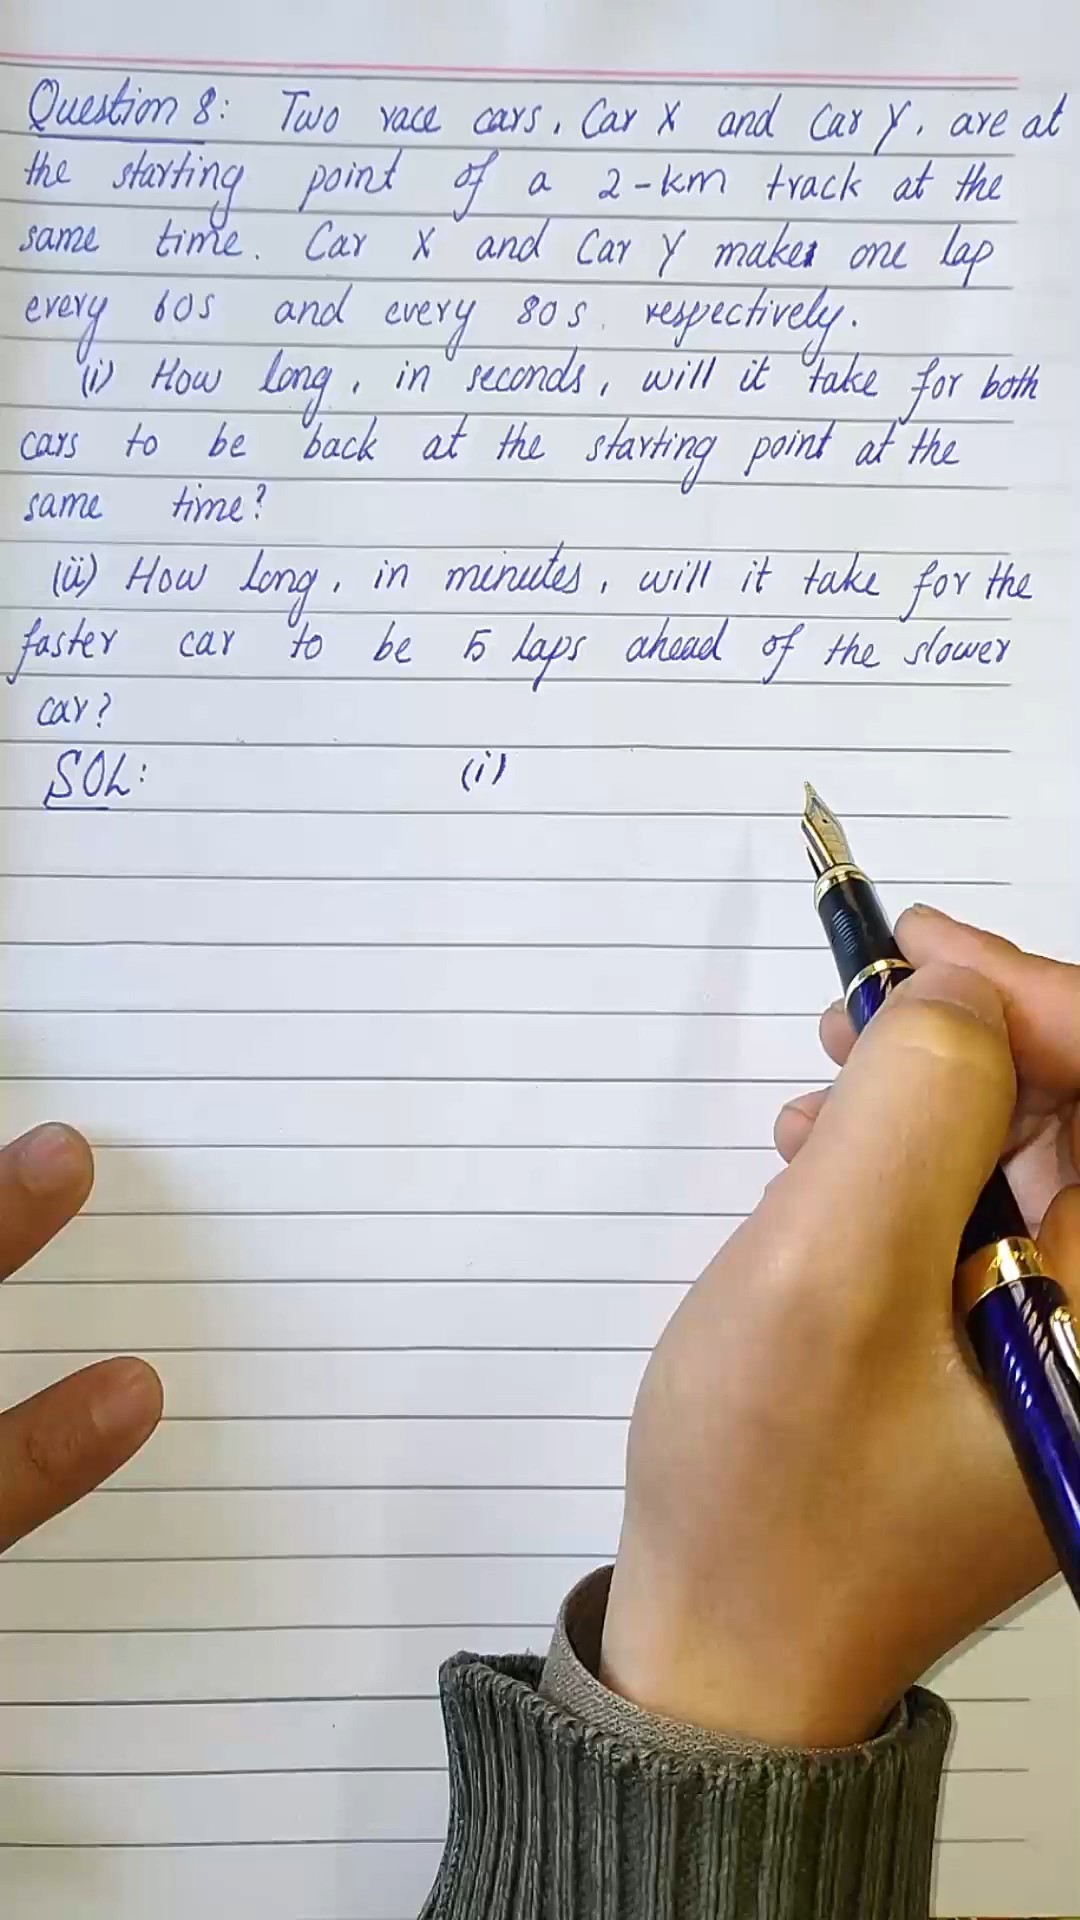 Question 8: Two race cars, Car X and Car Y, are at
the starting point of a 2-km track at the
same time. Car X and Car Y make one lap
every 60s and every 80s respectively.
(i) How long, in seconds, will it take for both
cars to be back at the starting point at the
same time?
(ii) How long, in minutes, will it take for the
faster car to be 5 laps ahead of the slower
car?
SOL: (i)